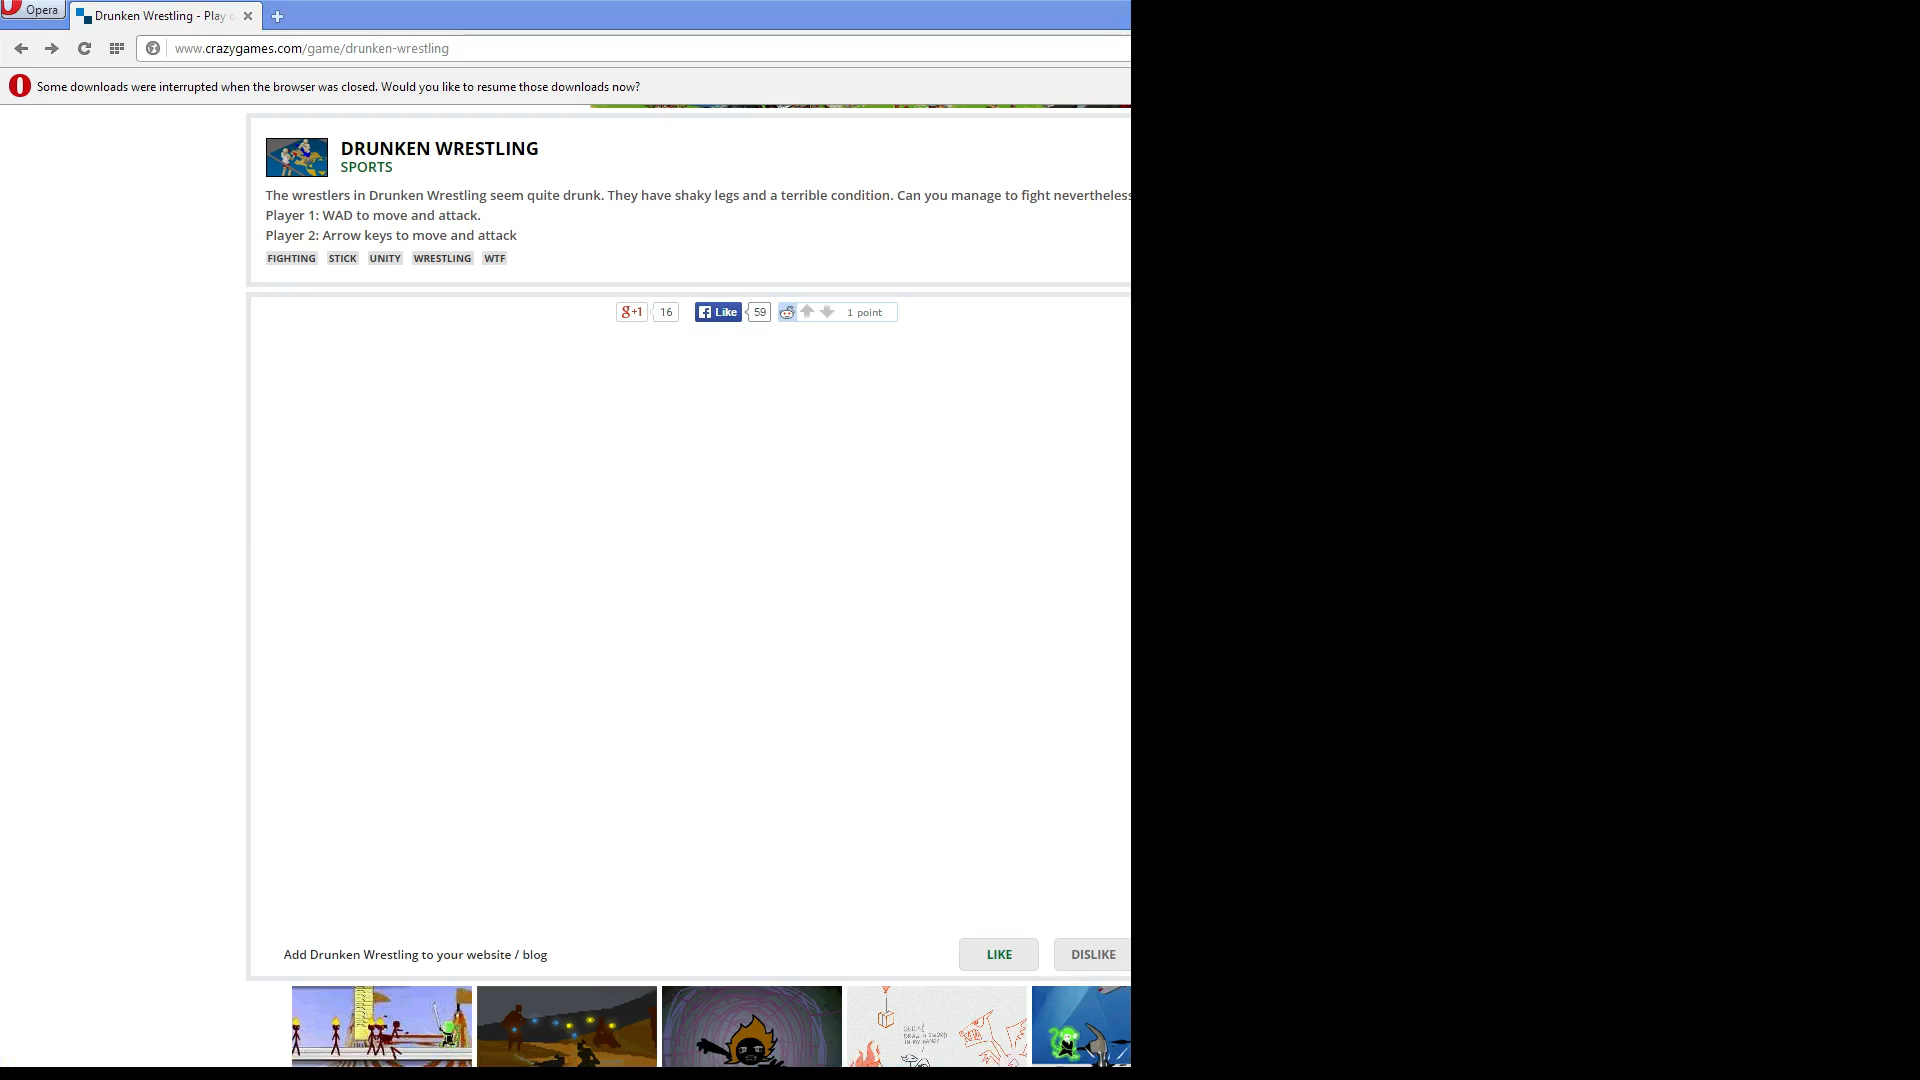 Opera
Drunken Wrestling - Play
www.crazygames.com/game/drunken-wrestling
Some downloads were interrupted when the browser was closed. Would you like to resume those downloads now?
DRUNKEN WRESTLING
SPORTS
The wrestlers in Drunken Wrestling seem quite drunk. They have shaky legs and a terrible condition. Can you manage to fight nevertheless
Player 1: WAD to move and attack.
Player 2: Arrow keys to move and attack
FIGHTING STICK UNITY WRESTLING WTF
g+1 16 Like 59 1 point
Add Drunken Wrestling to your website / blog
LIKE DISLIKE